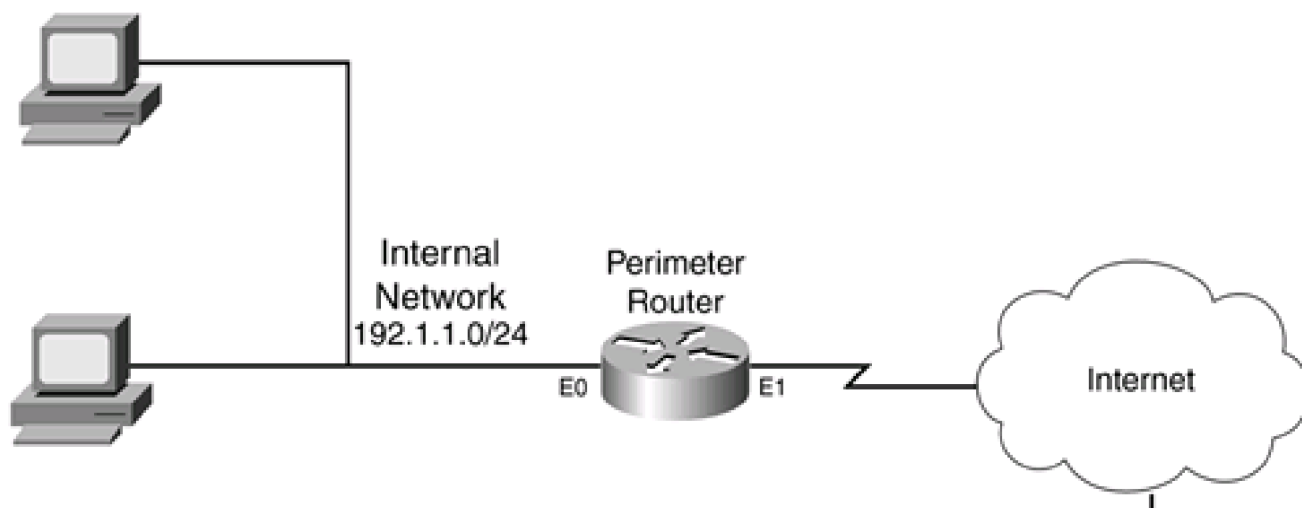 Internal
Network
192.1.1.0/24
Perimeter
Router
E0
E1
Internet